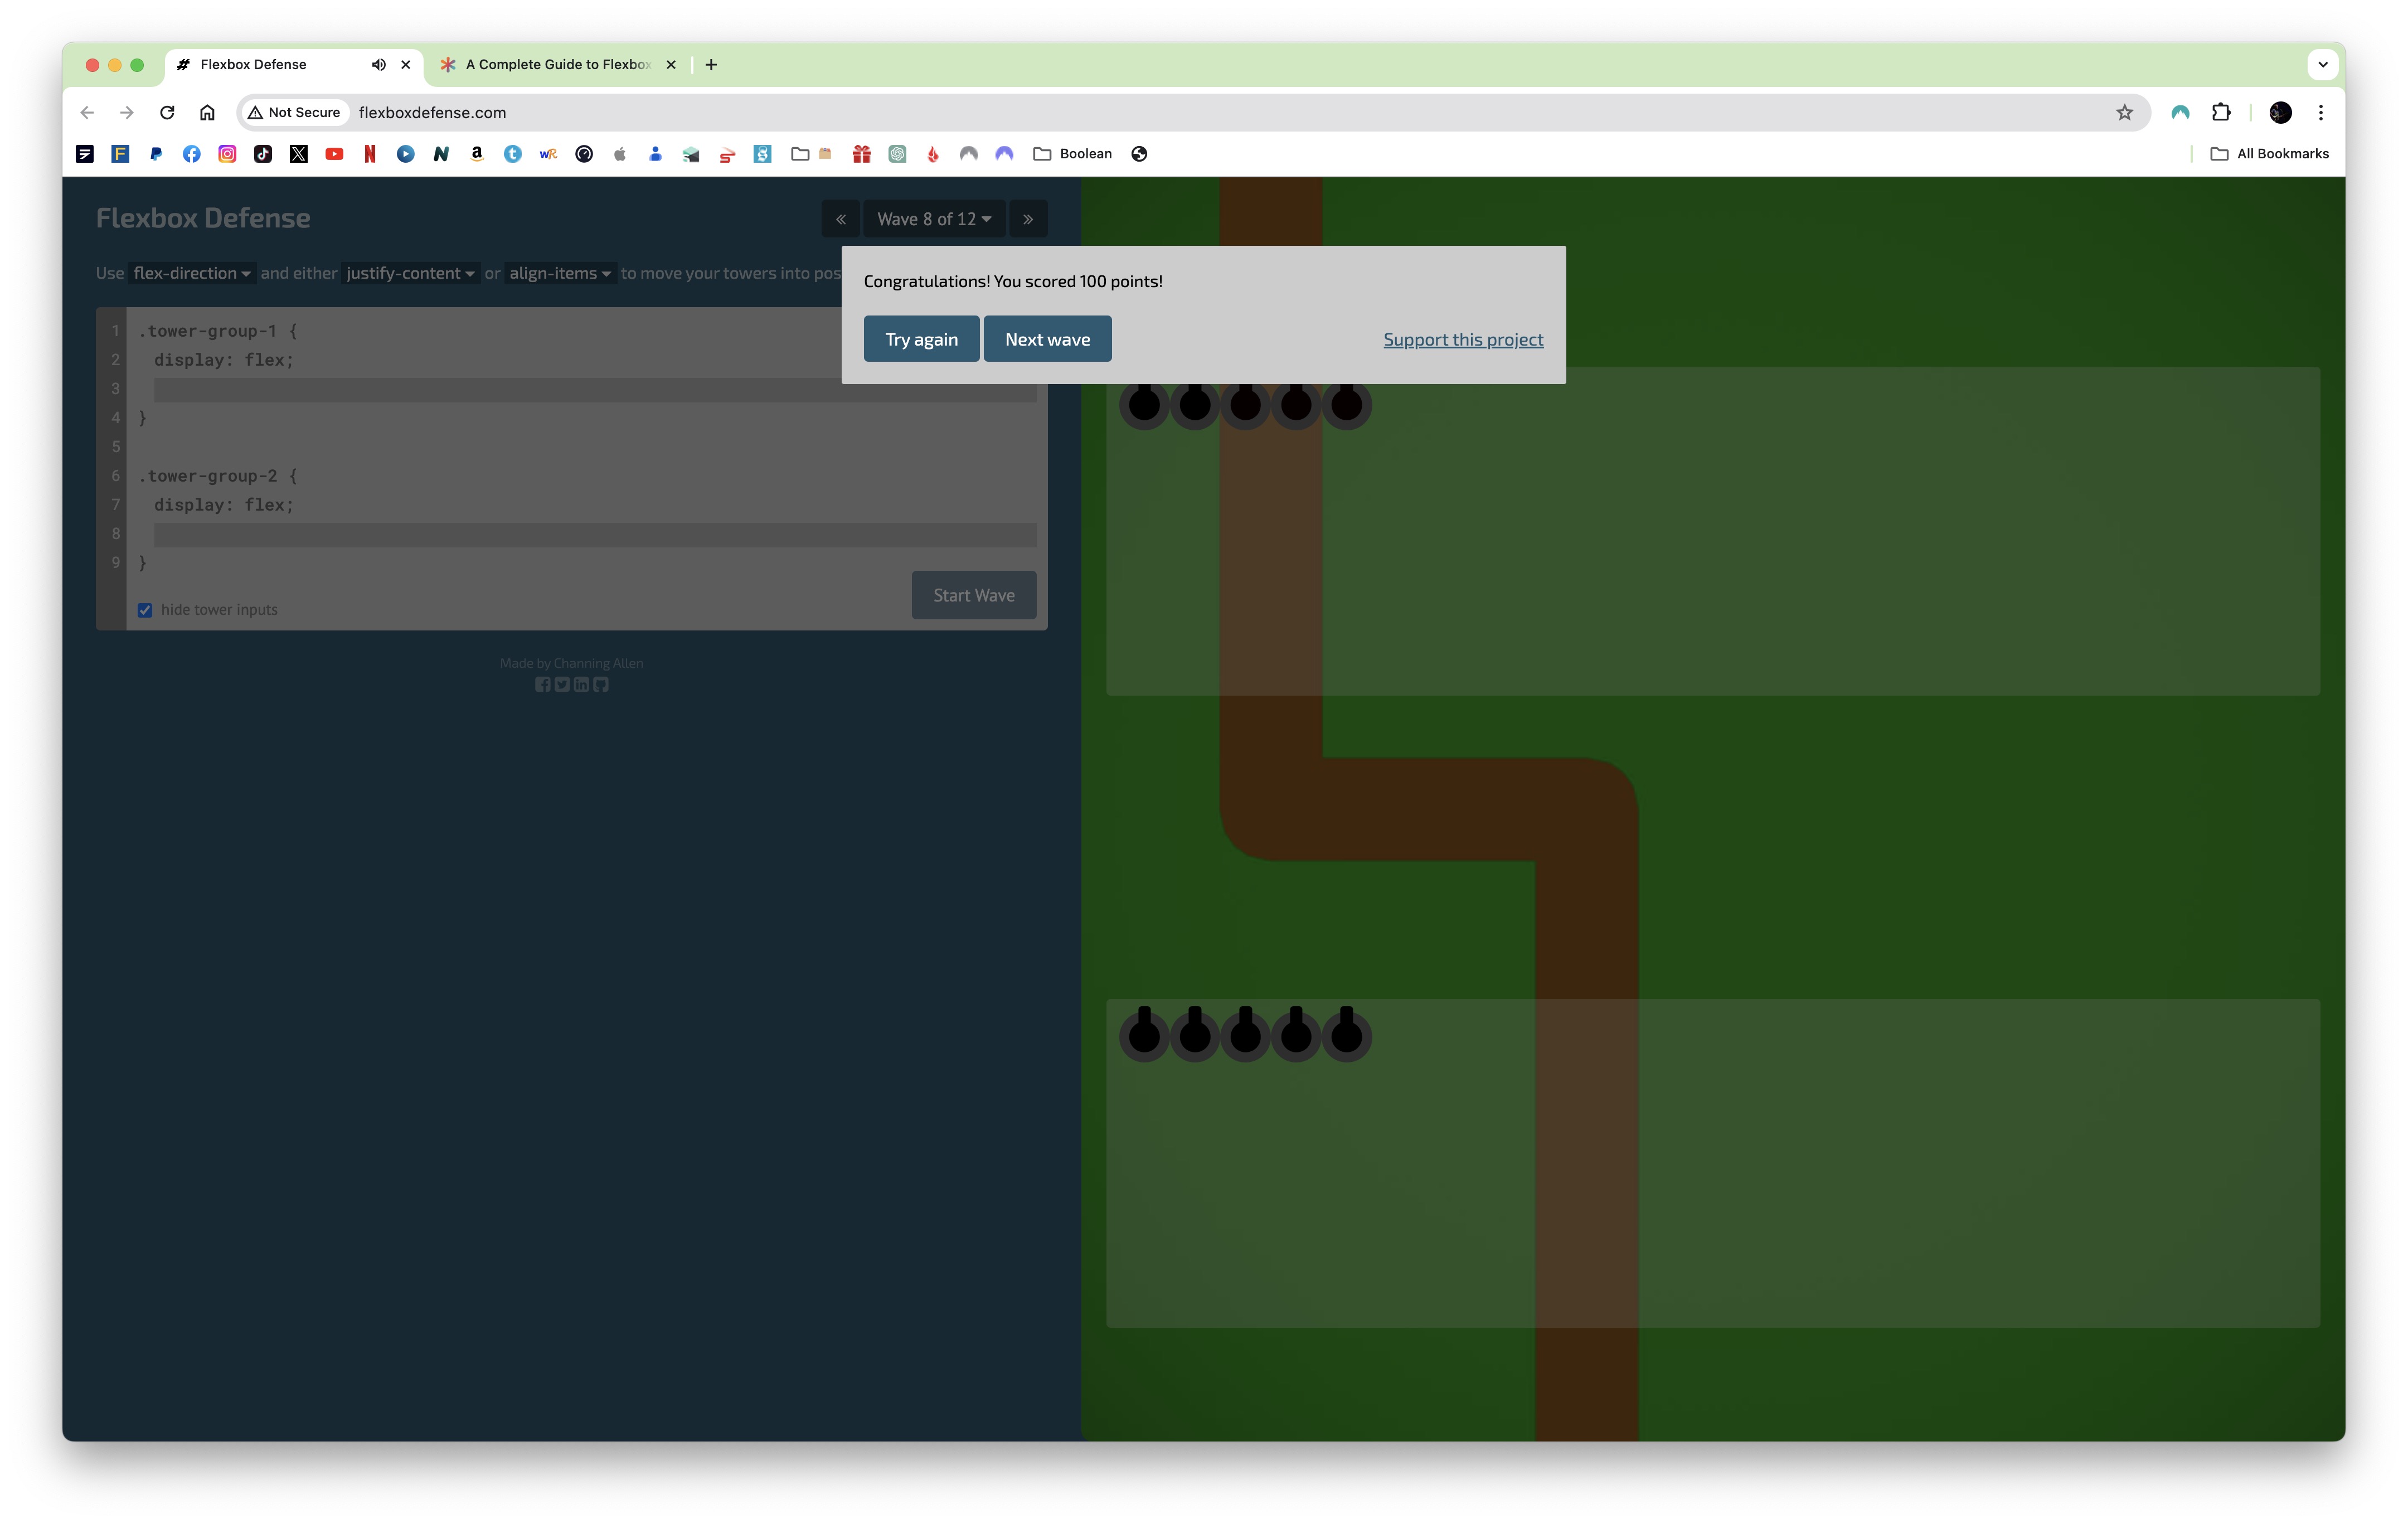 Flexbox Defense
A Complete Guide to Flexbox
Not Secure
flexboxdefense.com
Boolean
All Bookmarks
Flexbox Defense
« Wave 8 of 12 »
Use flex-direction and either justify-content or align-items to move your towers into pos
Congratulations! You scored 100 points!
Try again
Next wave
Support this project
1 .tower-group-1 {
2 display: flex;
3
4 }
5
6 .tower-group-2 {
7 display: flex;
8
9 }
hide tower inputs
Start Wave
Made by Channing Allen